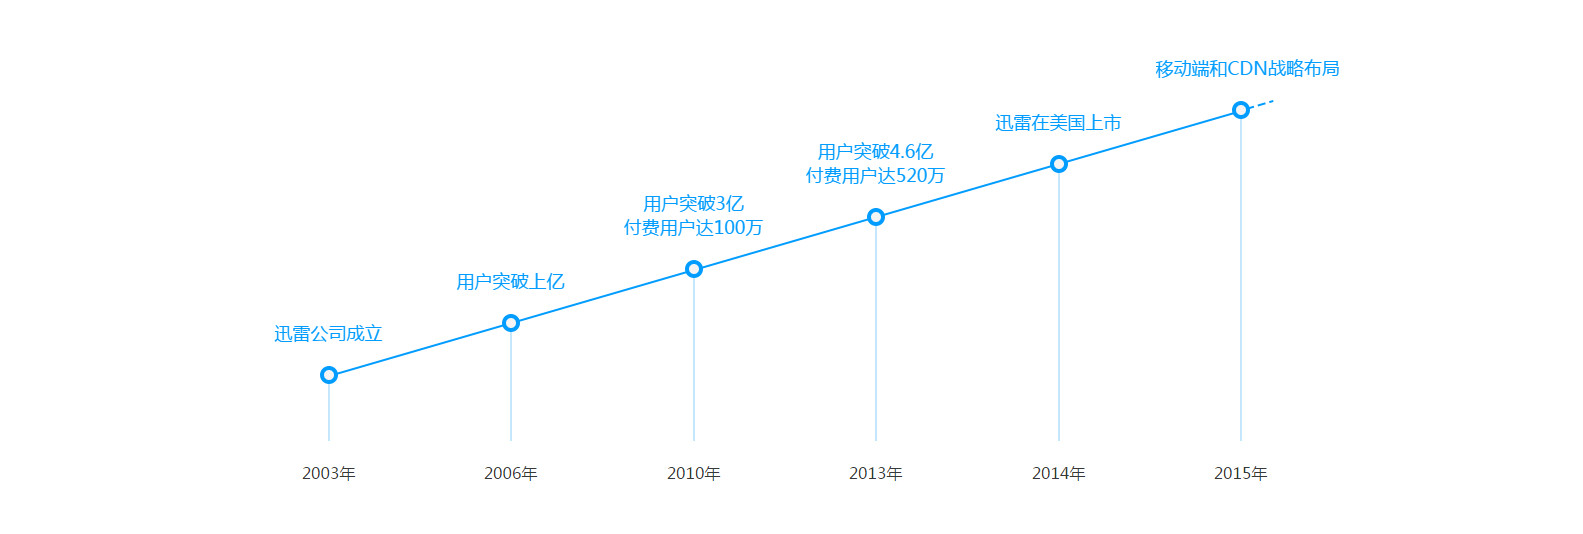 移动端和CDN战略布局
迅雷在美国上市
用户突破4.6亿
付费用户达520万
用户突破3亿
付费用户达100万
用户突破上亿
迅雷公司成立
2003年
2006年
2010年
2013年
2014年
2015年